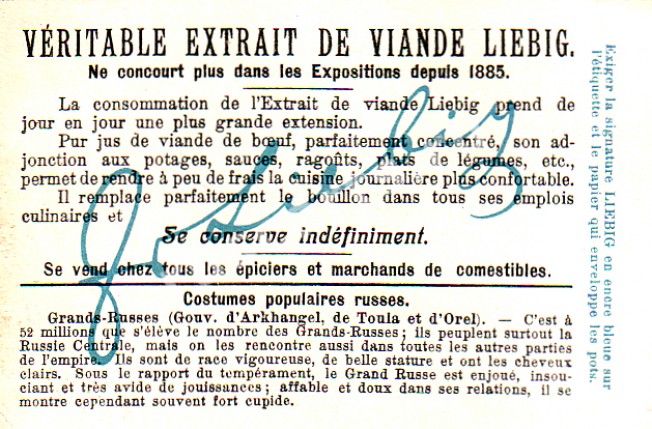 VÉRITABLE EXTRAIT DE VIANDE LIEBIG.
Ne concourt plus dans les Expositions depuis 1885.
La consommation de l'Extrait de viande Liebig prend de
jour en jour une plus grande extension.
Pur jus de viande de bœuf, parfaitement concentré, son ad-
jonction aux potages, sauces, ragoûts, plats de légumes, etc.,
permet de rendre à peu de frais la cuisine journalière plus confortable.
Il remplace parfaitement le bouillon dans tous ses emplois
culinaires et
Se conserve indéfiniment.
Se vend chez tous les épiciers et marchands de comestibles.
Costumes populaires russes.
Grands-Russes (Gouv. d'Arkhangel, de Toula et d'Orel). — C'est à
52 millions que s'élève le nombre des Grands-Russes; ils peuplent surtout la
Russie Centrale, mais on les rencontre aussi dans toutes les autres parties
de l'empire. Ils sont de race vigoureuse, de belle stature et ont les cheveux
clairs. Sous le rapport du tempérament, le Grand Russe est enjoué, insou-
ciant et très avide de jouissances; affable et doux dans ses relations, il se
montre cependant souvent fort cupide.
Exiger la signature LIEBIG en encre bleue sur
l'étiquette et le papier qui enveloppe les pots.
J. v. Liebig